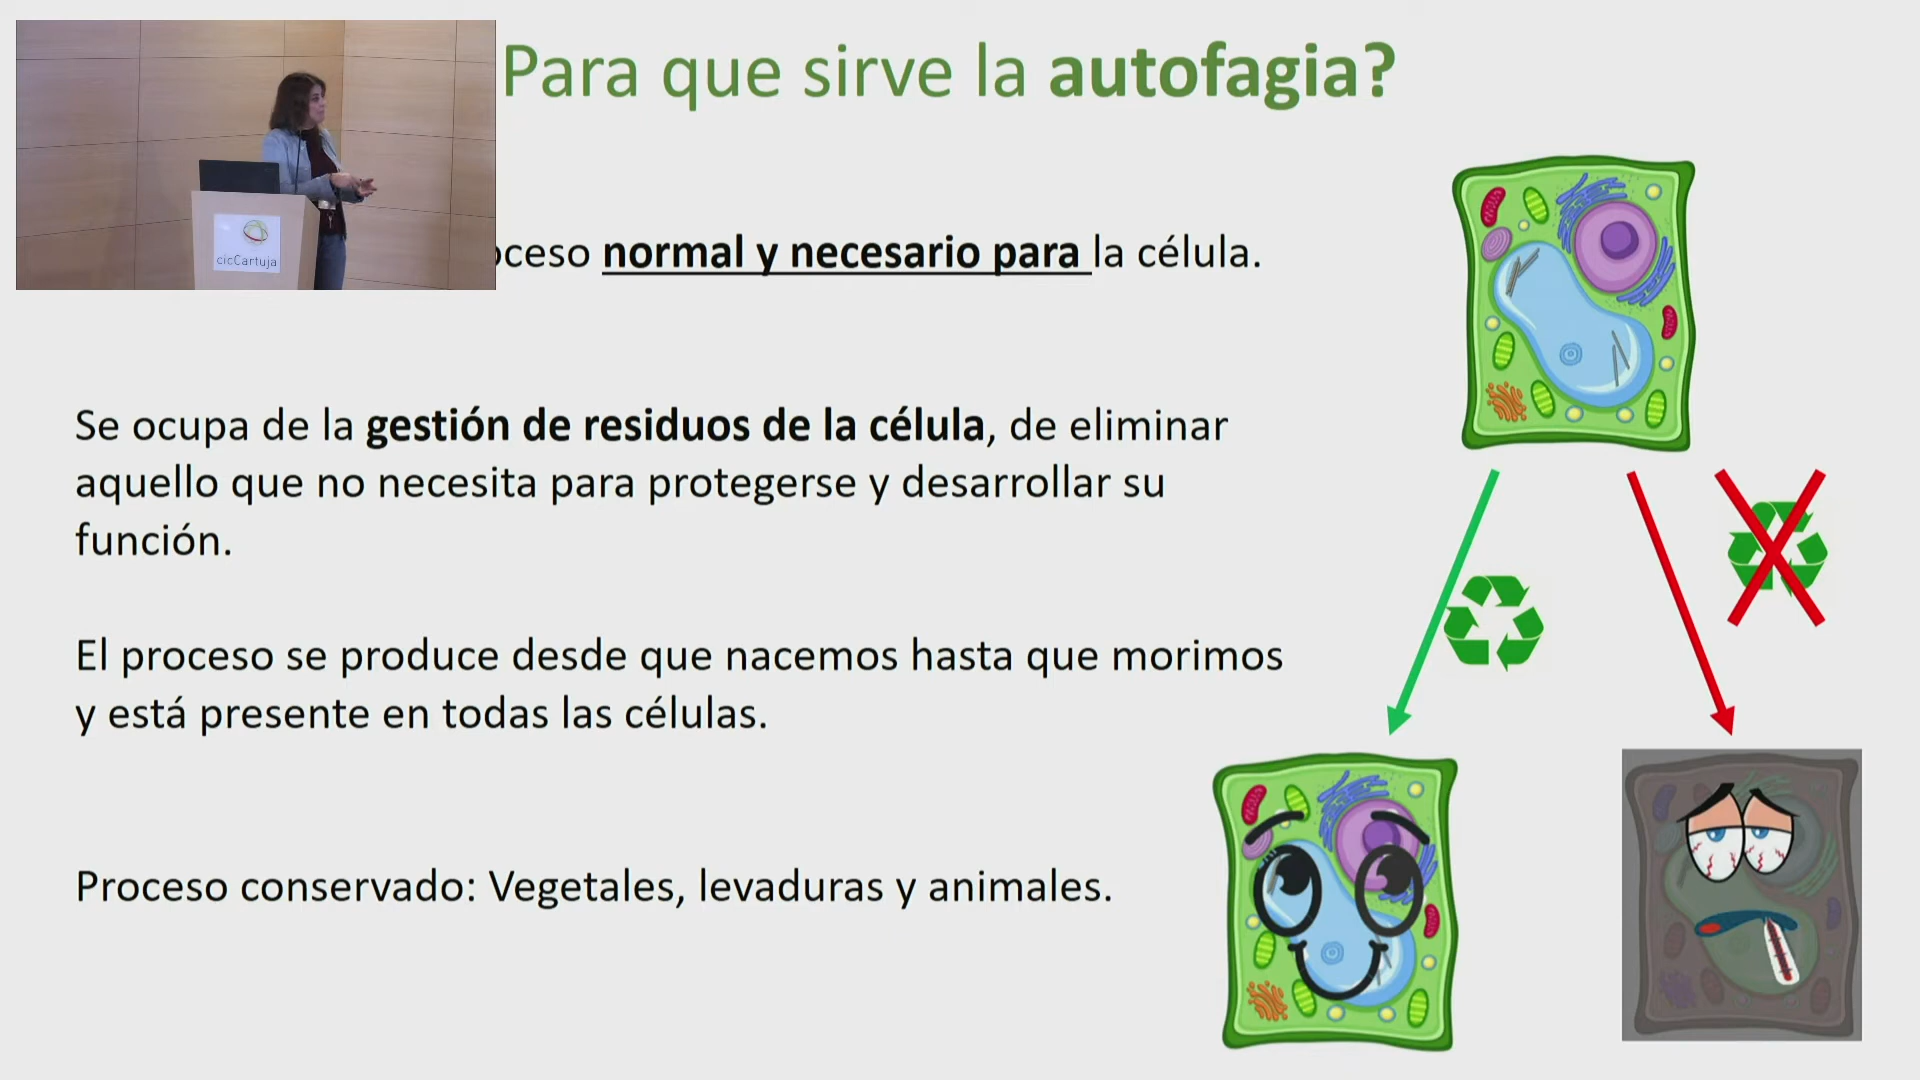 Para que sirve la autofagia?
cicCartuja
normal y necesario para la célula.
Se ocupa de la gestión de residuos de la célula, de eliminar
aquello que no necesita para protegerse y desarrollar su
función.
El proceso se produce desde que nacemos hasta que morimos
y está presente en todas las células.
Proceso conservado: Vegetales, levaduras y animales.